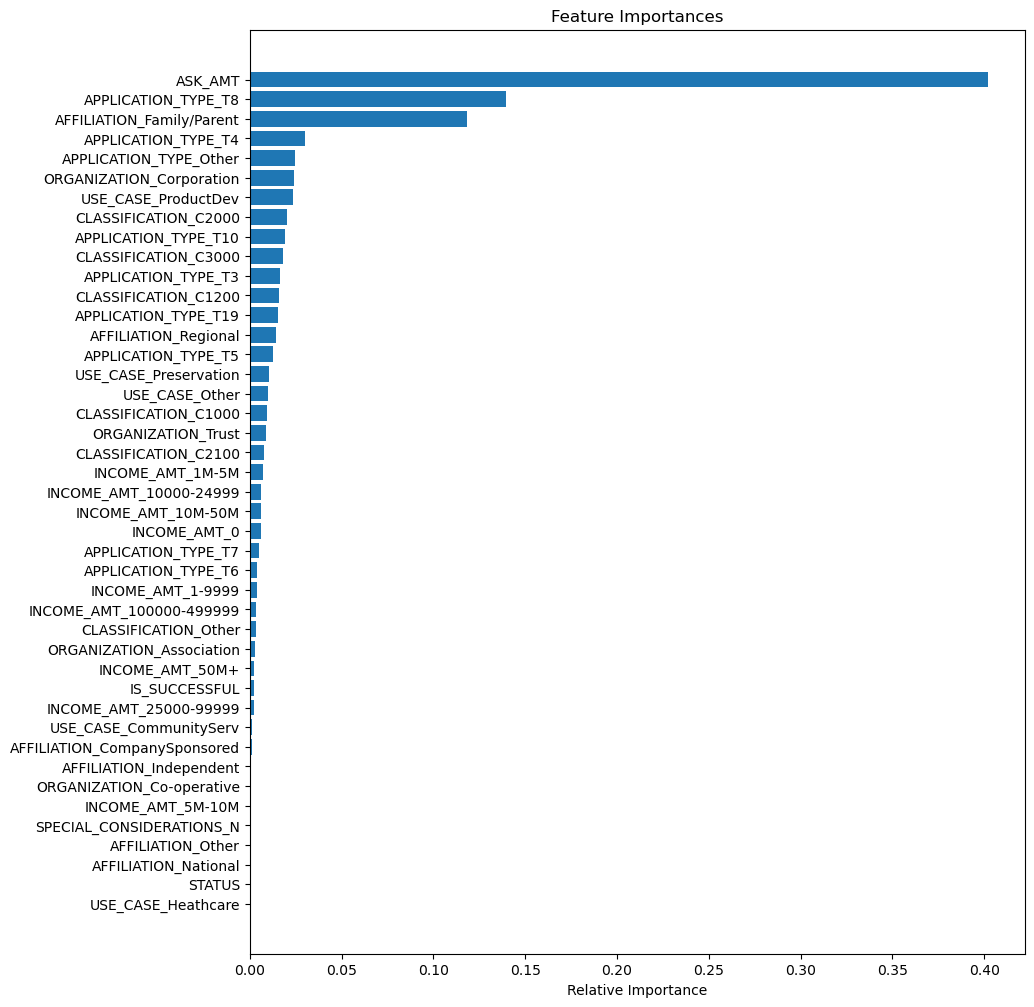 Feature Importances
ASK_AMT
APPLICATION_TYPE_T8
AFFILIATION_Family/Parent
APPLICATION_TYPE_T4
APPLICATION_TYPE_Other
ORGANIZATION_Corporation
USE_CASE_ProductDev
CLASSIFICATION_C2000
APPLICATION_TYPE_T10
CLASSIFICATION_C3000
APPLICATION_TYPE_T3
CLASSIFICATION_C1200
APPLICATION_TYPE_T19
AFFILIATION_Regional
APPLICATION_TYPE_T5
USE_CASE_Preservation
USE_CASE_Other
CLASSIFICATION_C1000
ORGANIZATION_Trust
CLASSIFICATION_C2100
INCOME_AMT_1M-5M
INCOME_AMT_10000-24999
INCOME_AMT_10M-50M
INCOME_AMT_0
APPLICATION_TYPE_T7
APPLICATION_TYPE_T6
INCOME_AMT_1-9999
INCOME_AMT_100000-499999
CLASSIFICATION_Other
ORGANIZATION_Association
INCOME_AMT_50M+
IS_SUCCESSFUL
INCOME_AMT_25000-99999
USE_CASE_CommunityServ
AFFILIATION_CompanySponsored
AFFILIATION_Independent
ORGANIZATION_Co-operative
INCOME_AMT_5M-10M
SPECIAL_CONSIDERATIONS_N
AFFILIATION_Other
AFFILIATION_National
STATUS
USE_CASE_Heathcare
0.00 0.05 0.10 0.15 0.20 0.25 0.30 0.35 0.40
Relative Importance